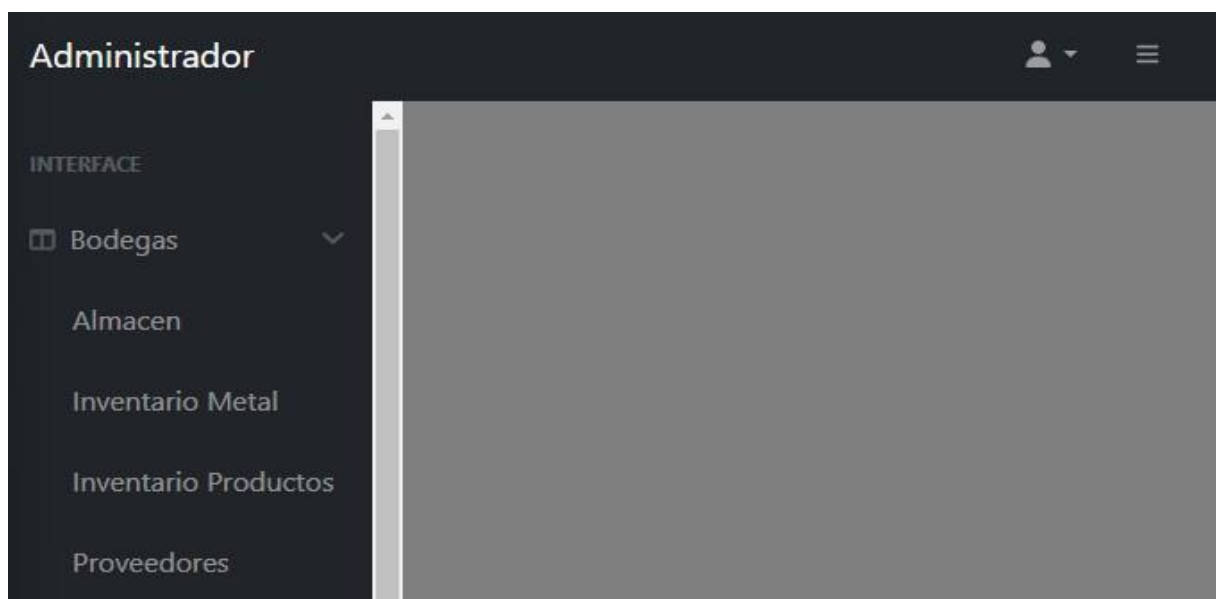 Administrador
INTERFACE
Bodegas
Almacen
Inventario Metal
Inventario Productos
Proveedores